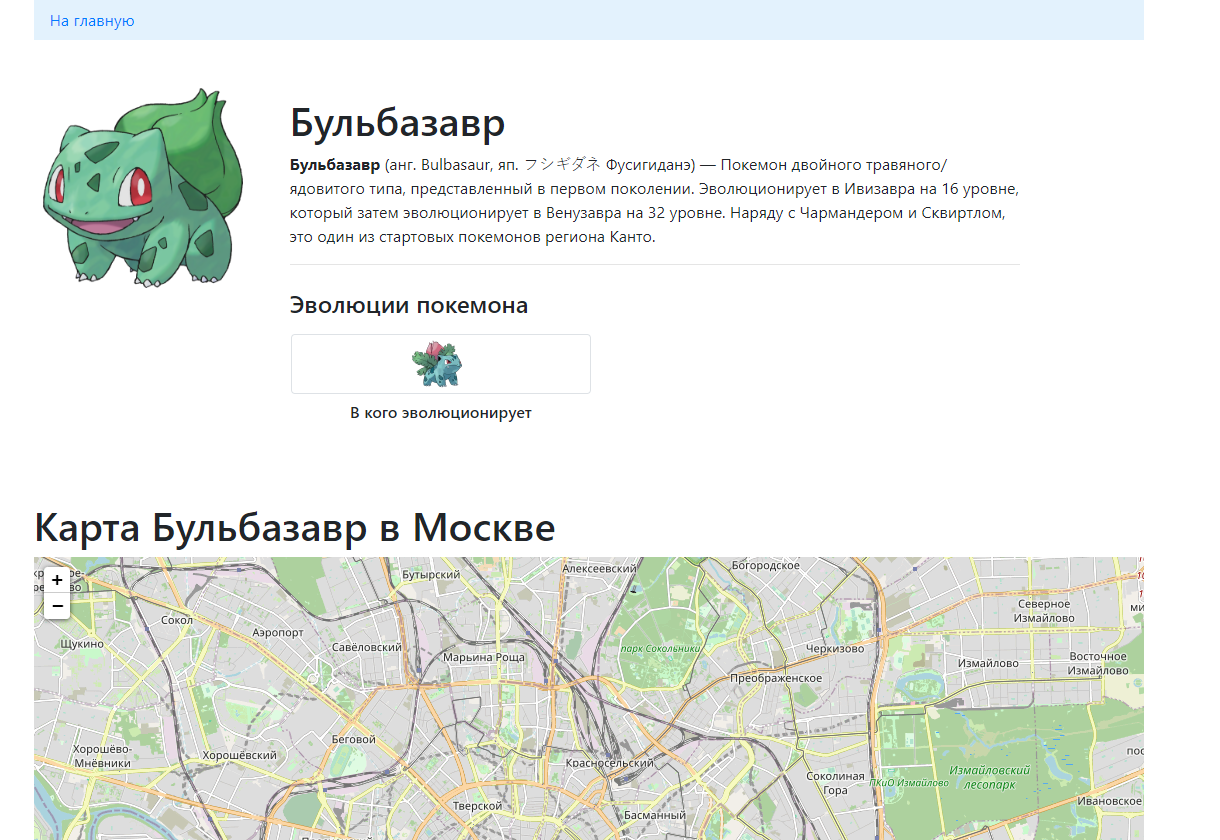 На главную
Бульбазавр
Бульбазавр (анг. Bulbasaur, яп. フシギダネ Фусигиданэ) — Покемон двойного травяного/
ядовитого типа, представленный в первом поколении. Эволюционирует в Ивизавра на 16 уровне,
который затем эволюционирует в Венузавра на 32 уровне. Наряду с Чармандером и Сквиртлом,
это один из стартовых покемонов региона Канто.
Эволюции покемона
В кого эволюционирует
Карта Бульбазавр в Москве
+
−
Алексеевский
Богородское
Бутырский
Северное
Измайлово
Сокол
Аэропорт
Щукино
Савёловский
Марьина Роща
парк Сокольники
Черкизово
Измайлово
Восточное
Измайлово
Преображенское
Беговой
Хорошёво-
Мнёвники
Хорошёвский
Красносельский
Соколиная
Гора
ПКиО Измайлово
Измайловский
лесопарк
Тверской
Басманный
Ивановское